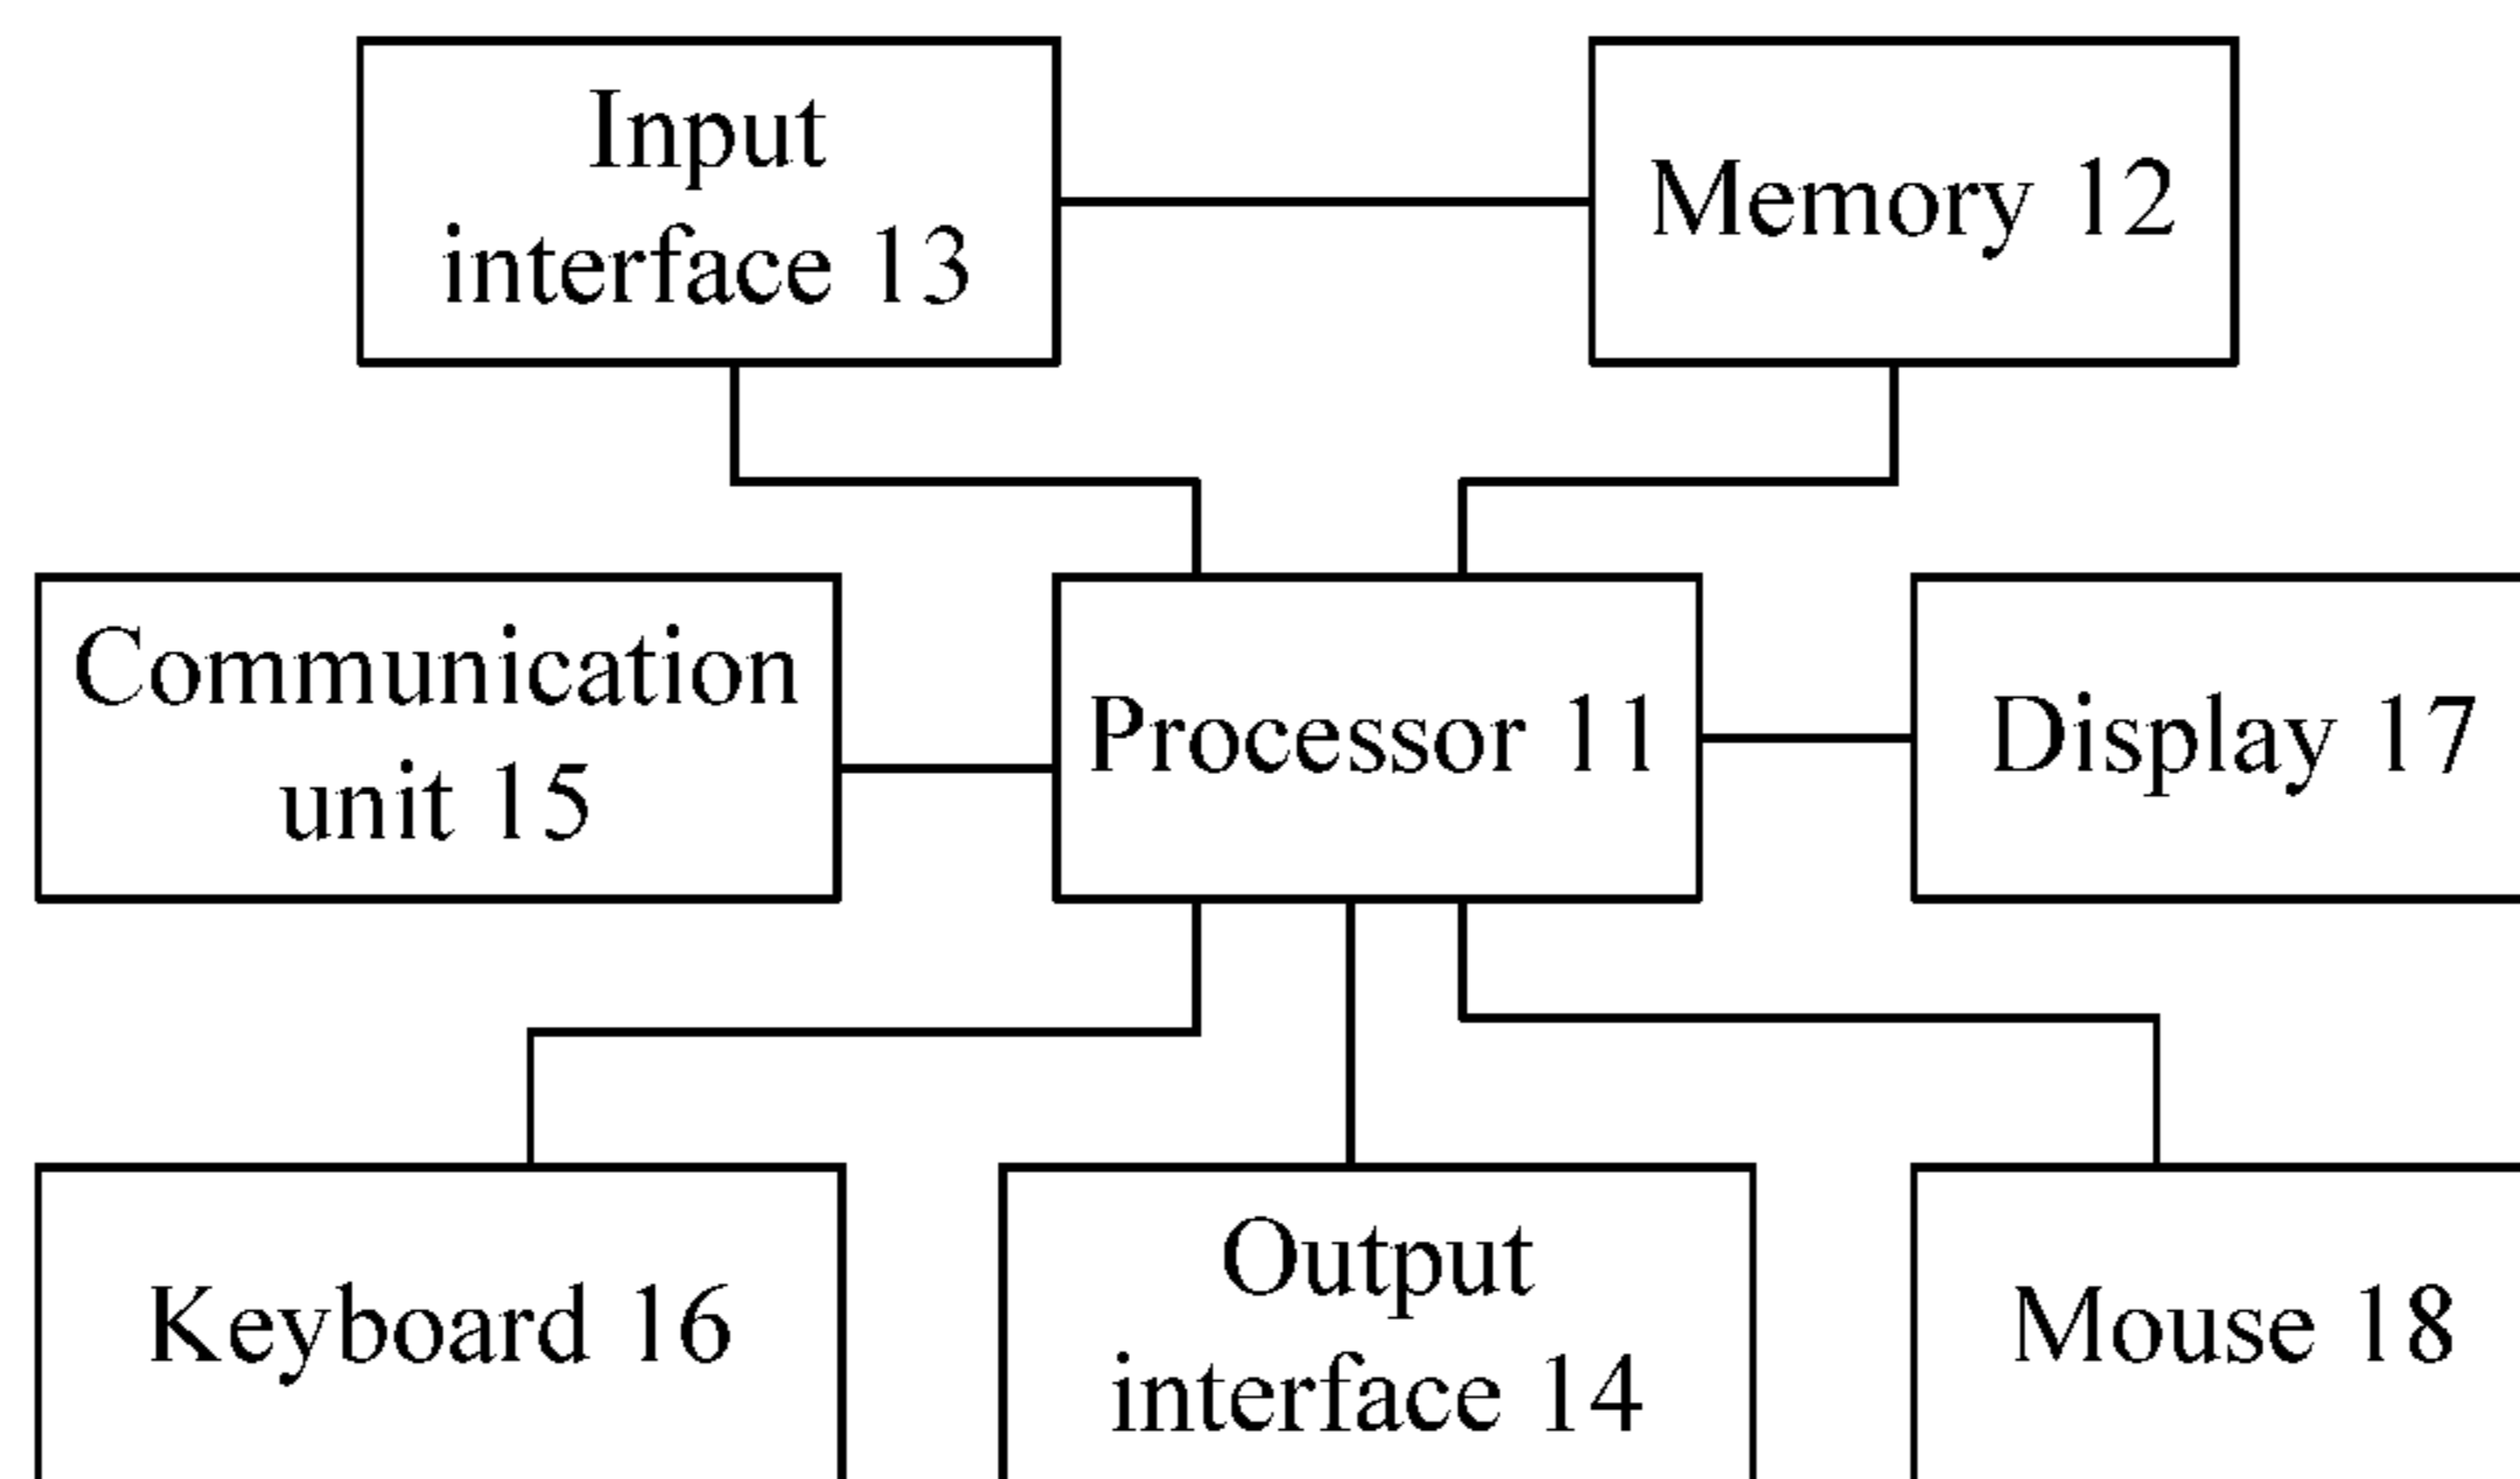 Input
interface 13
Memory 12
Communication
unit 15
Processor 11
Display 17
Keyboard 16
Output
interface 14
Mouse 18